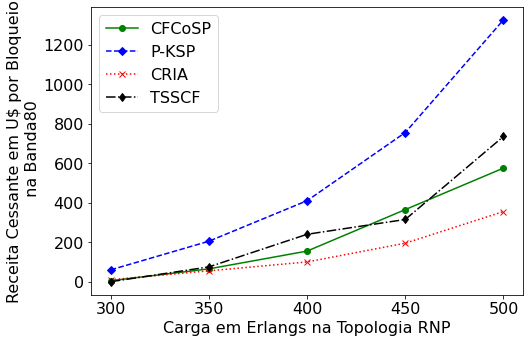 CFCoSP
P-KSP
CRIA
TSSCF
Receita Cessante em U$ por Bloqueio
na Banda80
1200
1000
800
600
400
200
0
300 350 400 450 500
Carga em Erlangs na Topologia RNP